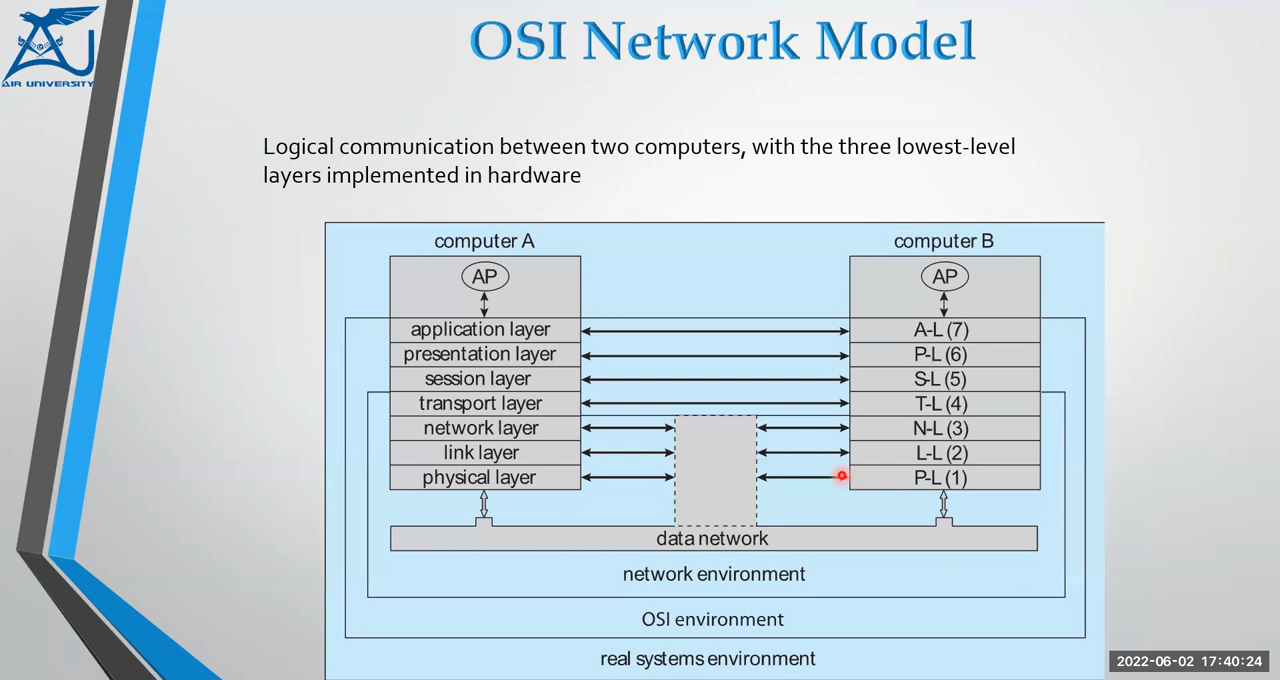 OSI Network Model
AIR UNIVERSITY
Logical communication between two computers, with the three lowest-level
layers implemented in hardware
computer A
computer B
AP
AP
application layer
A-L (7)
presentation layer
P-L (6)
session layer
S-L (5)
transport layer
T-L (4)
network layer
N-L (3)
link layer
L-L (2)
physical layer
P-L (1)
data network
network environment
OSI environment
real systems environment
2022-06-02 17:40:24